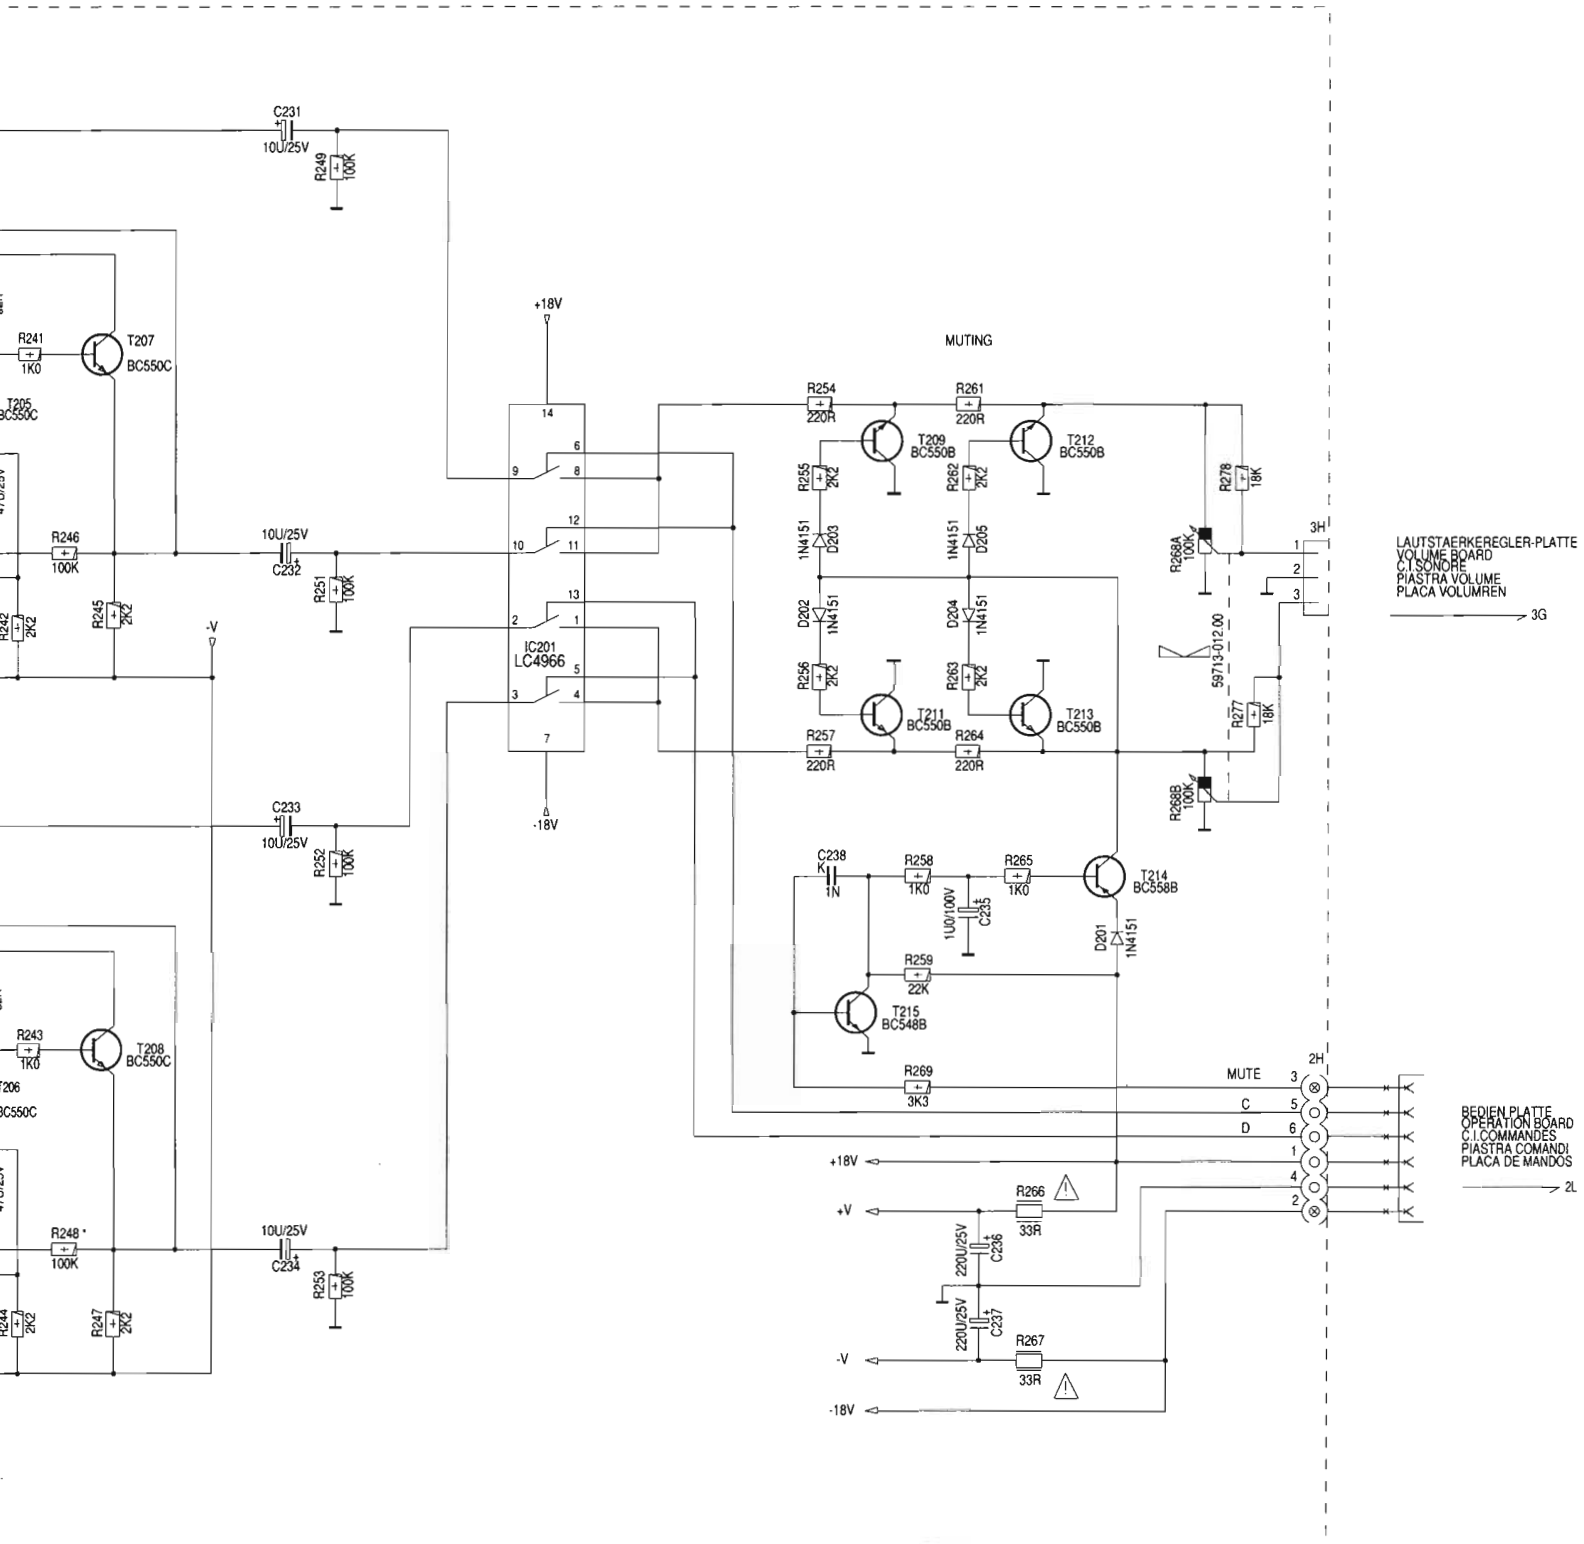 C231
+
10U/25V
R249
100K
+18V
R241
1K0
T207
BC550C
T205
BC550C
MUTING
R254
220R
R261
220R
14
6
9
8
T209
BC550B
T212
BC550B
R255
2K2
R262
2K2
R278
18K
R246
100K
10U/25V
C232
+
12
10
11
1N4151
D203
1N4151
D205
R268A
100K
3H
1
2
3
LAUTSTAERKEREGLER-PLATTE
VOLUME BOARD
C.I.SONORE
PIASTRA VOLUME
PLACA VOLUMREN
3G
R242
2K2
R245
2K2
-V
R251
100K
13
2
1
IC201
LC4966
5
3
4
7
D202
1N4151
D204
1N4151
59713-012.00
R256
2K2
R263
2K2
T211
BC550B
T213
BC550B
R277
18K
R257
220R
R264
220R
R268B
100K
-18V
C233
+
10U/25V
R252
100K
C238
K
1N
R258
1K0
R265
1K0
T214
BC558B
1U0/100V
+
C235
D201
1N4151
R259
22K
T215
BC548B
R243
1K0
T208
BC550C
T206
BC550C
R269
3K3
2H
MUTE 3
C 5
D 6
+18V 1
4
2
BEDIEN PLATTE
OPERATION BOARD
C.I.COMMANDES
PIASTRA COMANDI
PLACA DE MANDOS
2L
+V
R266
!
33R
R248 *
100K
10U/25V
C234
+
220U/25V
+
C236
R244
2K2
R247
2K2
R253
100K
220U/25V
+
C237
-V
R267
33R
!
-18V